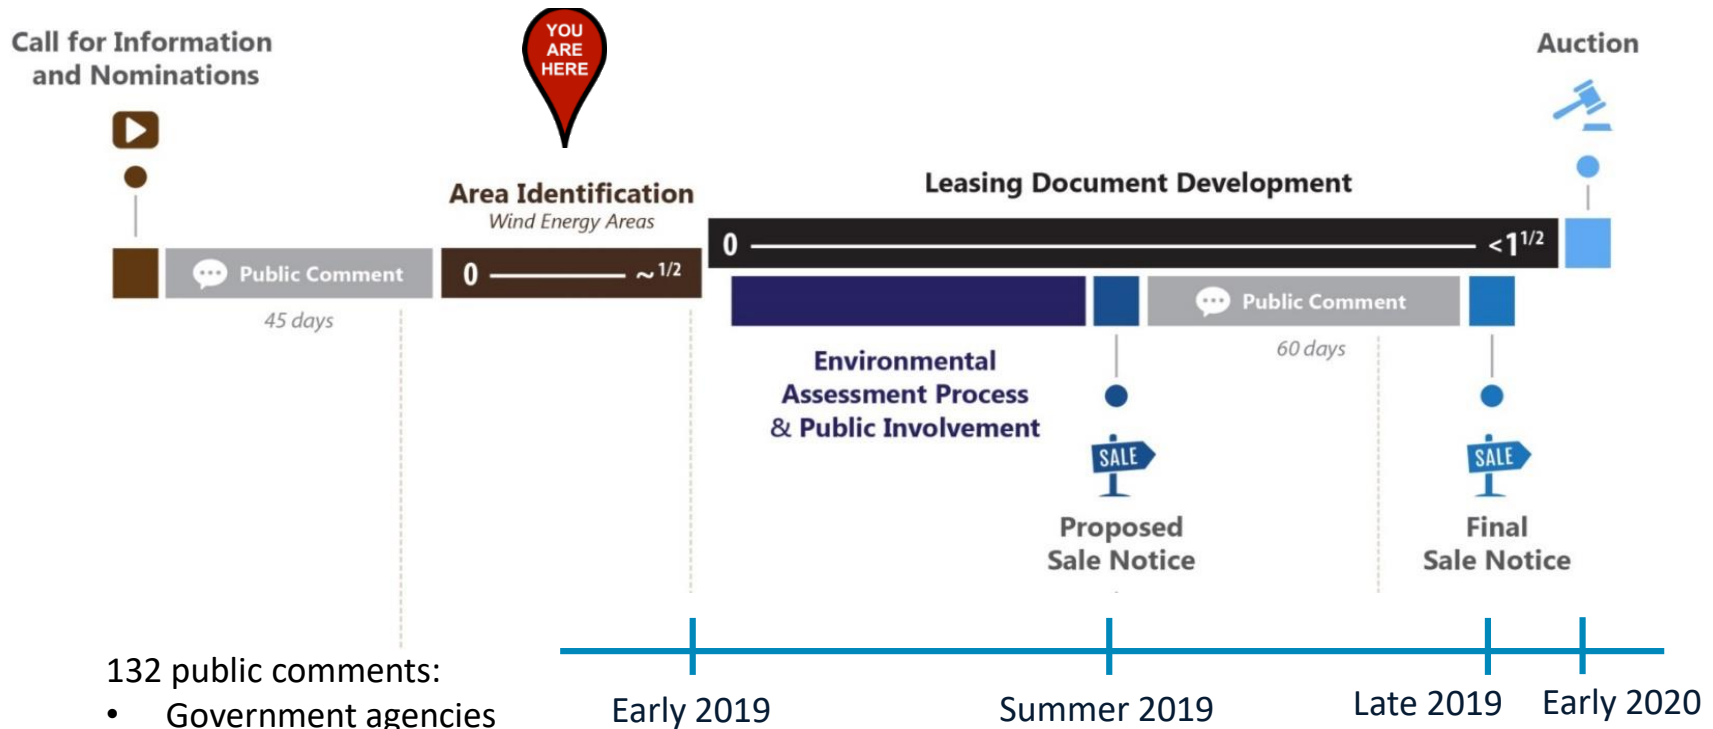 Call for Information
and Nominations
YOU
ARE
HERE
Auction
Area Identification
Wind Energy Areas
Leasing Document Development
0 <1 1/2
Public Comment
0 ~ 1/2
45 days
Public Comment
60 days
Environmental
Assessment Process
& Public Involvement
SALE
Proposed
Sale Notice
SALE
Final
Sale Notice
132 public comments:
• Government agencies
Early 2019
Summer 2019
Late 2019
Early 2020